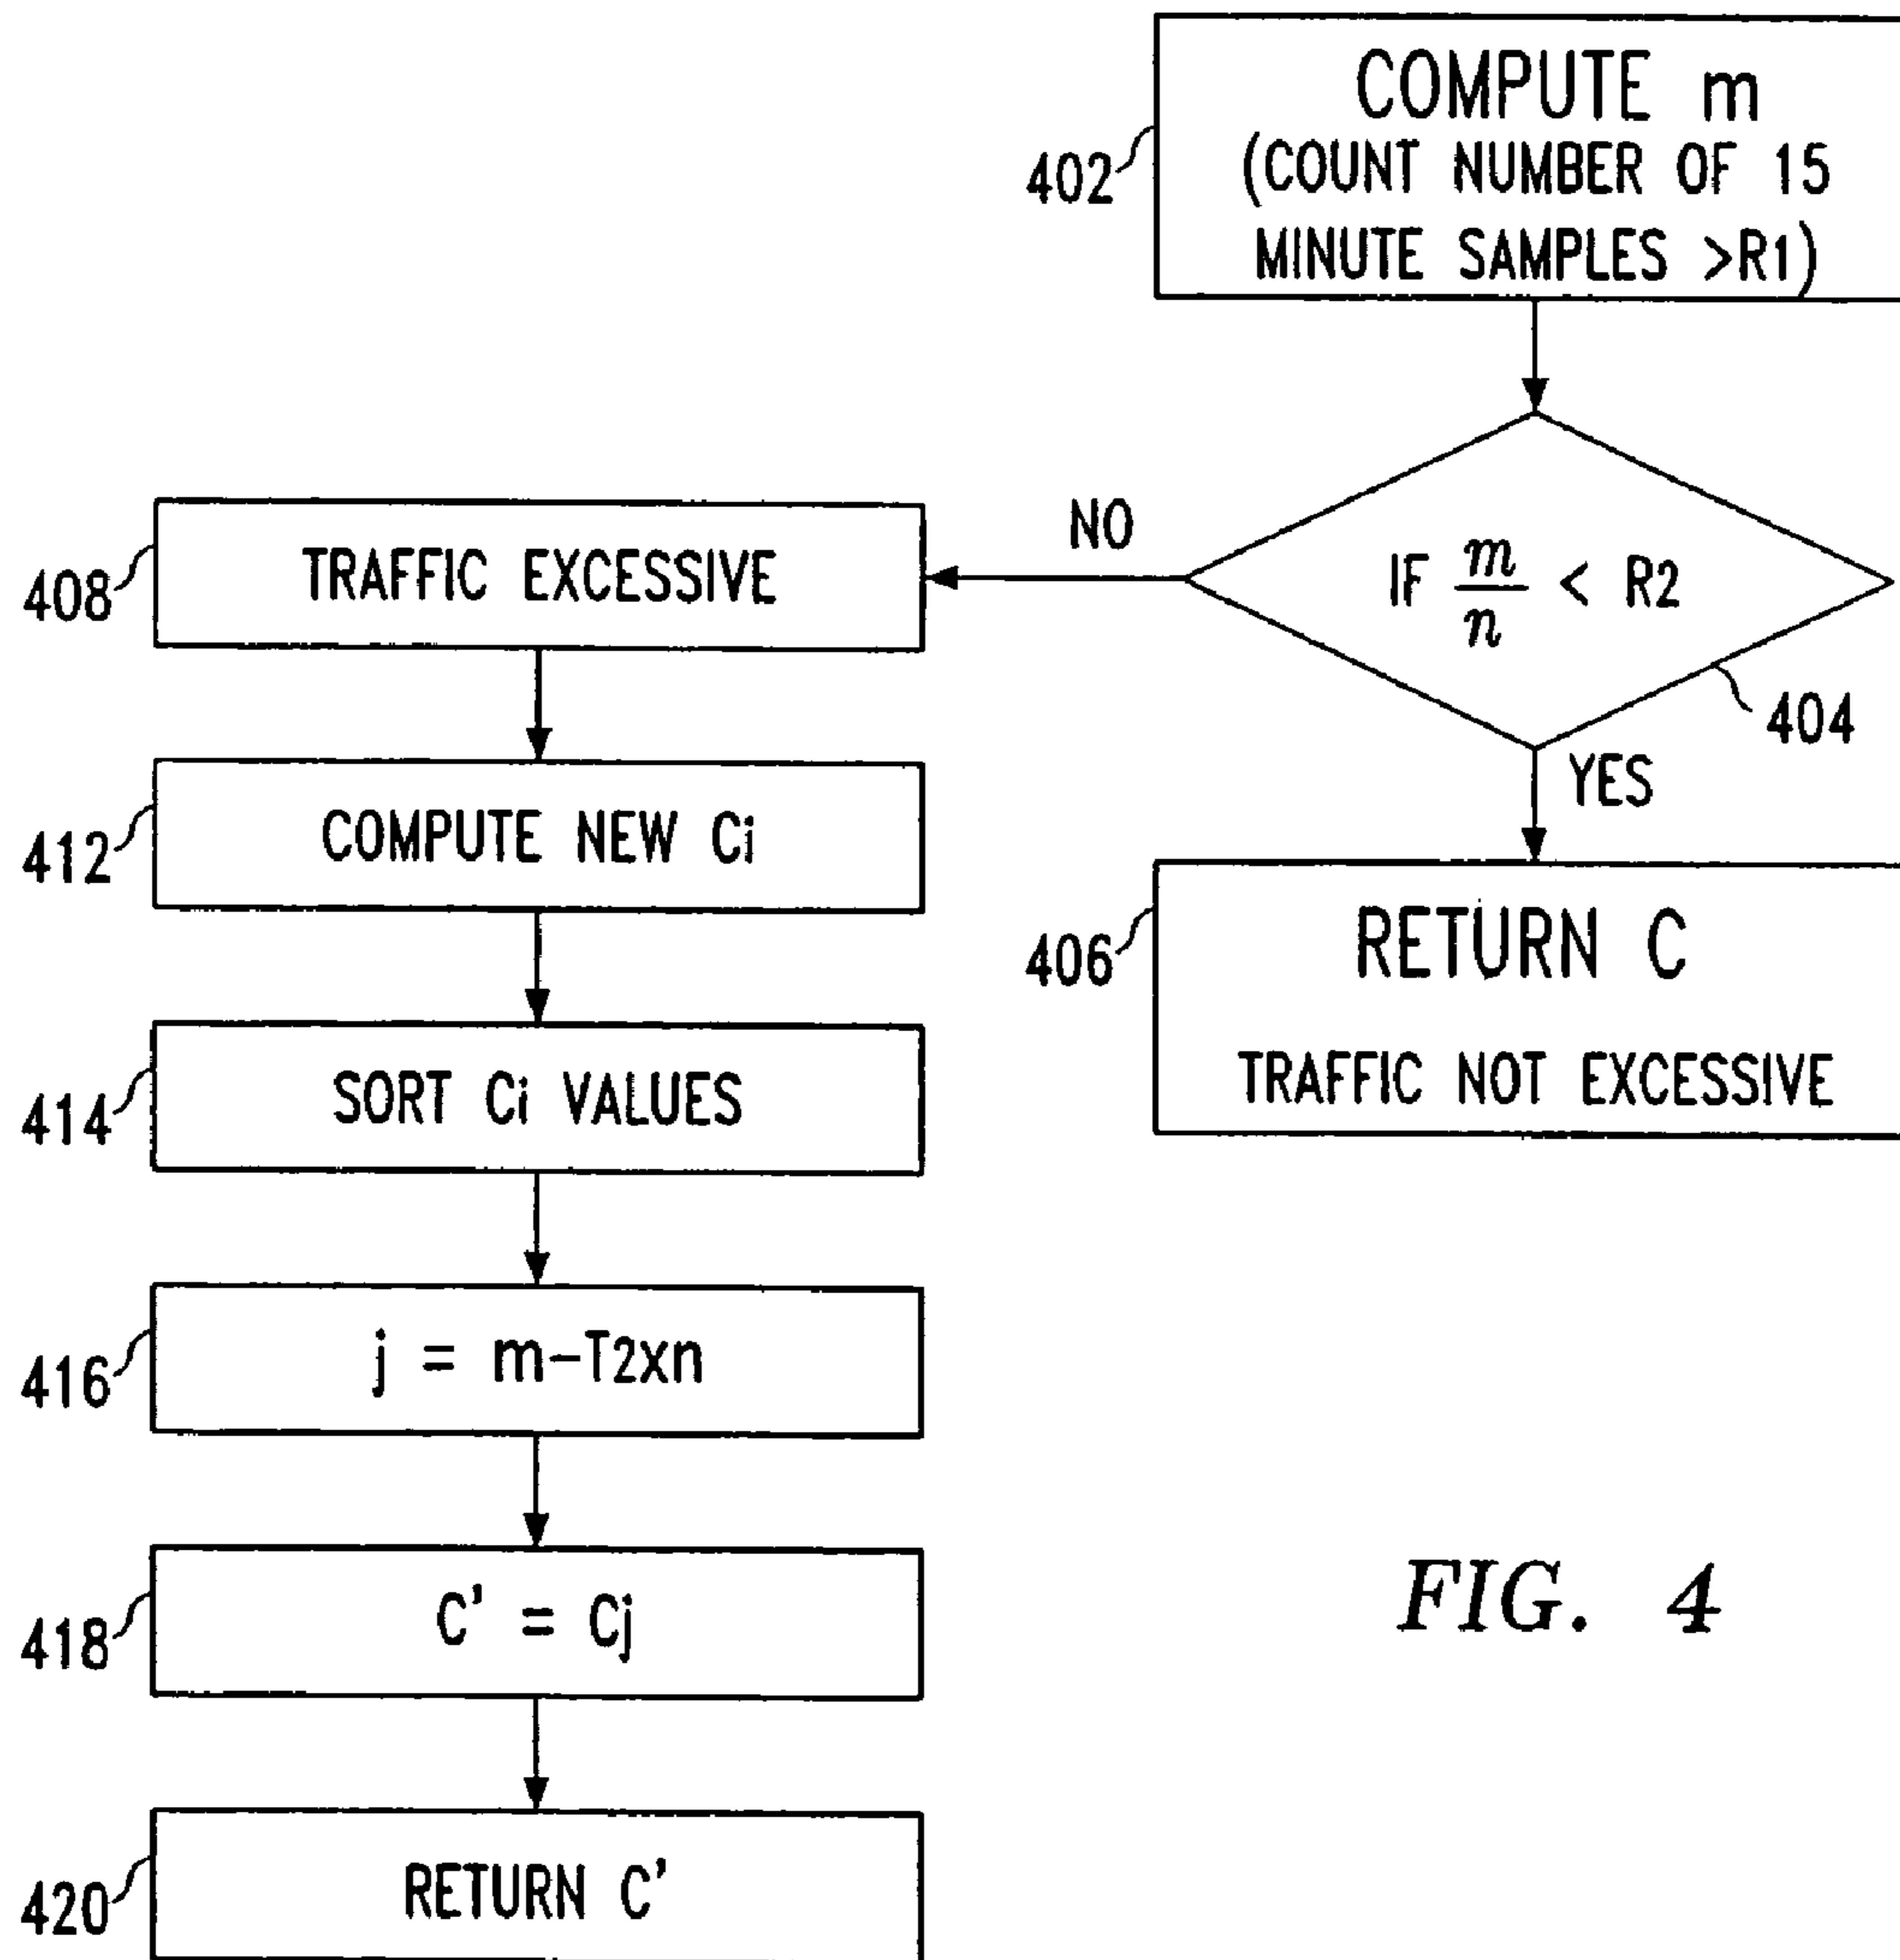 COMPUTE m
(COUNT NUMBER OF 15
MINUTE SAMPLES >R1)
402
IF m/n < R2
404
NO
YES
RETURN C
TRAFFIC NOT EXCESSIVE
406
TRAFFIC EXCESSIVE
408
COMPUTE NEW Ci
412
SORT Ci VALUES
414
j = m-T2xn
416
C' = Cj
418
RETURN C'
420
FIG. 4